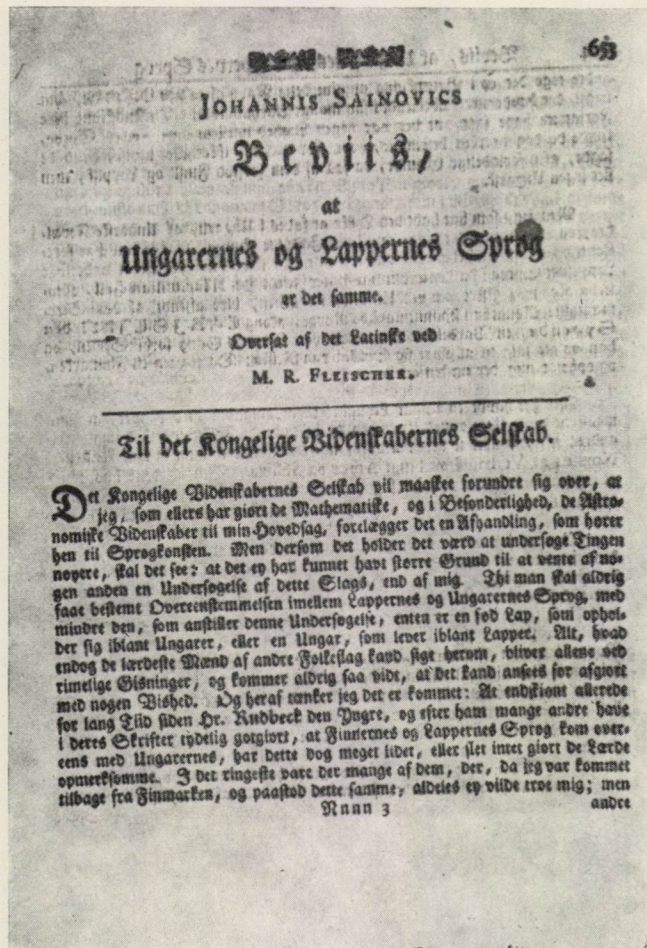 653
JOHANNIS SAINOVICS
Beviis,
at
Ungarernes og Lappernes Sprog
er det samme.
Oversat af det Latinske ved
M. R. FLEISCHER.
Til det Kongelige Videnskabernes Selskab.
Det Kongelige Videnskabernes Selskab vil maaskee forundre sig over, at
jeg, som ellers har giort de Mathematiske, og i Besonderlighed, de Astro-
nomiske Videnskaber til min Hovedsag, forelægger det en Afhandling, som hører
hen til Sprogkonsten. Men dersom det holder det værd at undersøge Tingen
nøyere, skal det see: at det ey har kunnet havt større Grund til at vente af no-
gen anden en Undersøgelse af dette Slags, end af mig. Thi man skal aldrig
faae bestemt Overeenstemmelsen imellem Lappernes og Ungarernes Sprog, med
mindre den, som anstiller denne Undersøgelse, enten er en fød Lap, som ophol-
der sig iblant Ungarer, eller en Ungar, som lever iblant Lapper. Alt, hvad
endog de lærdeste Mænd af andre Folkeslag kand sige herom, bliver allene ved
rimelige Gisninger, og kommer aldrig saa vidt, at det kand ansees for afgiort
med nogen Vished. Og heraf tænker jeg det er kommet: At endskiønt allerede
for lang Tiid siden Hr. Rudbeck den Yngre, og efter ham mange andre have
i deres Skrifter tydelig gotgiort, at Finnernes og Lappernes Sprog kom over-
eens med Ungarernes, har dette dog meget lidet, eller slet intet giort de Lærde
opmerksomme. I det ringeste vare der mange af dem, der, da jeg var kommet
tilbage fra Finmarken, og paastod dette samme, aldeles ey vilde troe mig; men
Nnnn 3 andre